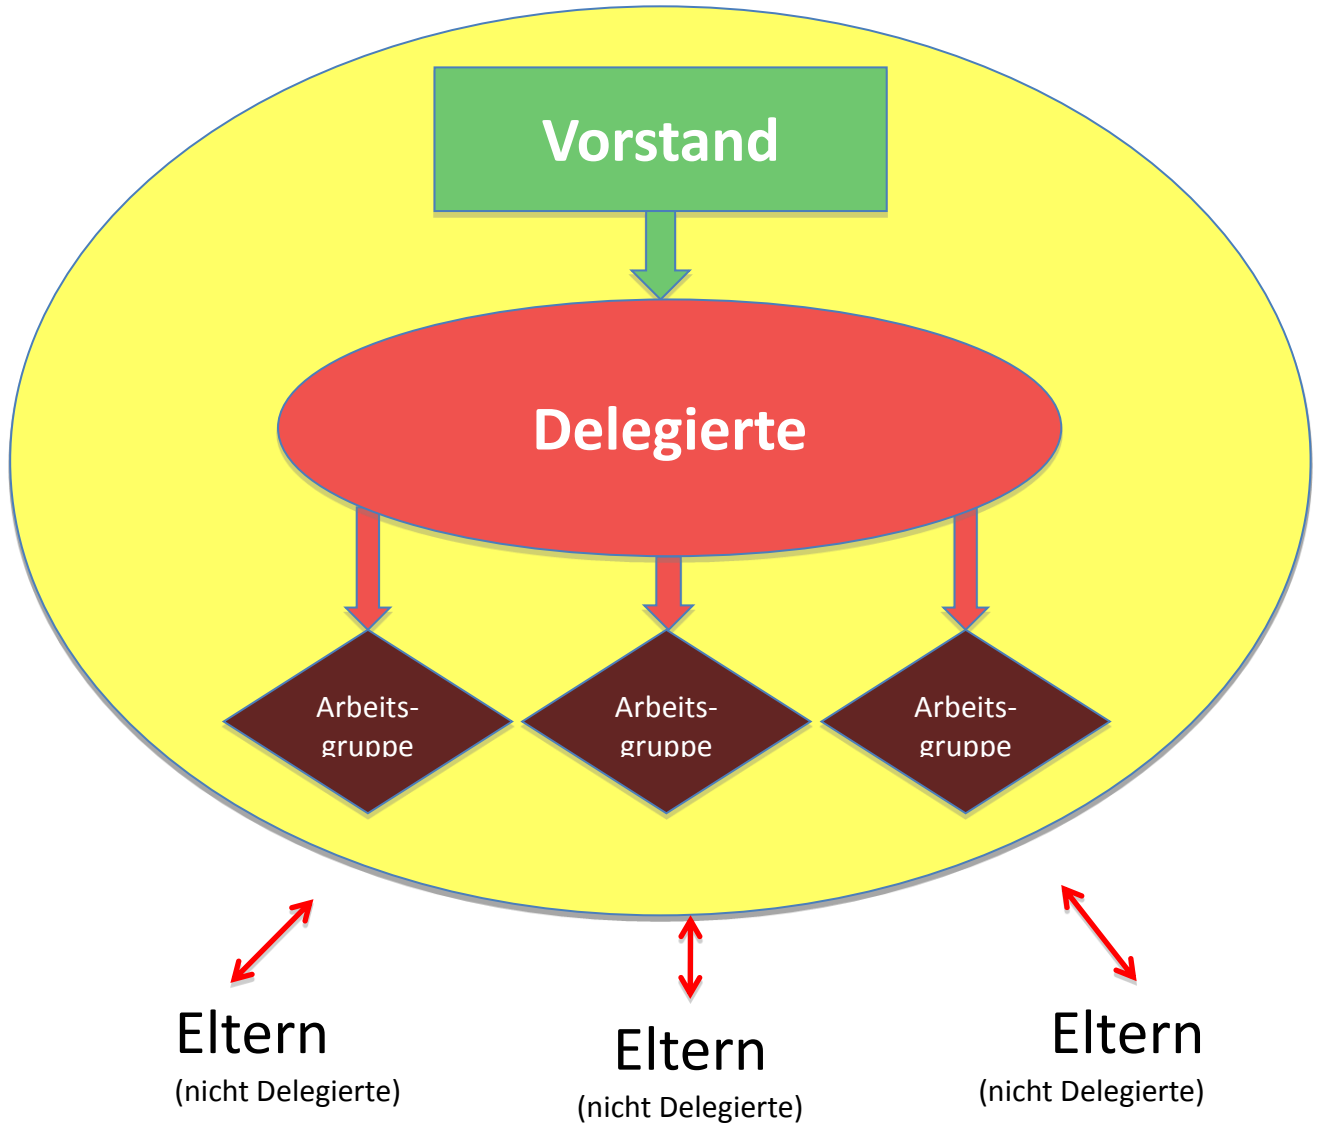 Vorstand
Delegierte
Arbeits-
gruppe
Arbeits-
gruppe
Arbeits-
gruppe
Eltern
(nicht Delegierte)
Eltern
(nicht Delegierte)
Eltern
(nicht Delegierte)